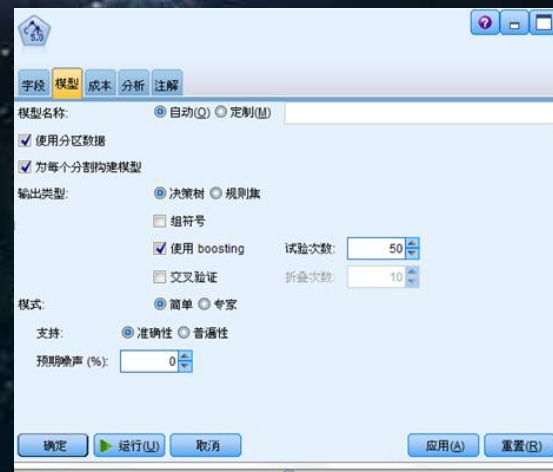 C 5.0
字段 模型 成本 分析 注解
模型名称: 自动(O) 定制(M)
使用分区数据
为每个分割构建模型
输出类型: 决策树 规则集
组符号
使用 boosting 试验次数: 50
交叉验证 折叠次数: 10
模式: 简单 专家
支持: 准确性 普遍性
预期噪声 (%): 0
确定 运行(U) 取消 应用(A) 重置(R)